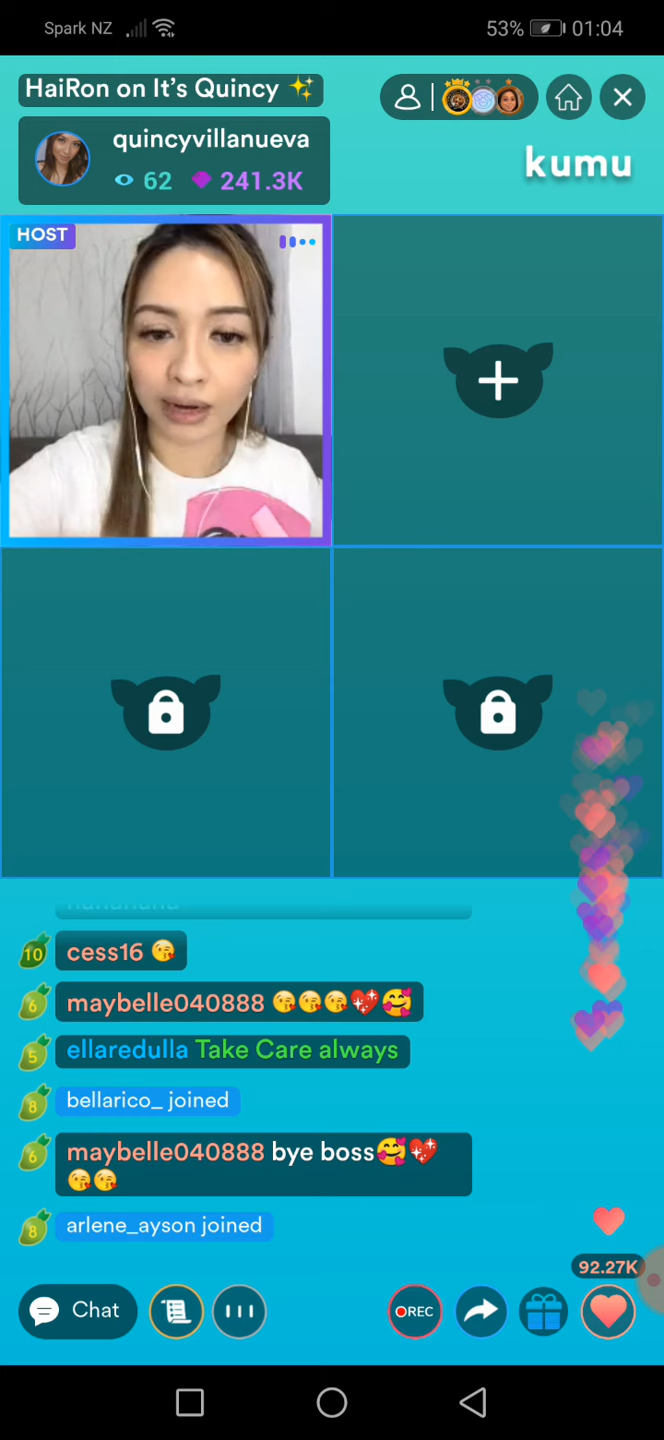 Spark NZ
53% 01:04
HaiRon on It's Quincy ✨
quincyvillanueva
62 241.3K
kumu
HOST
10 cess16 😘
6 maybelle040888 😘😘😘💖🥰
5 ellaredulla Take Care always
8 bellarico_ joined
6 maybelle040888 bye boss🥰💖
😘😘
8 arlene_ayson joined
92.27K
Chat
REC